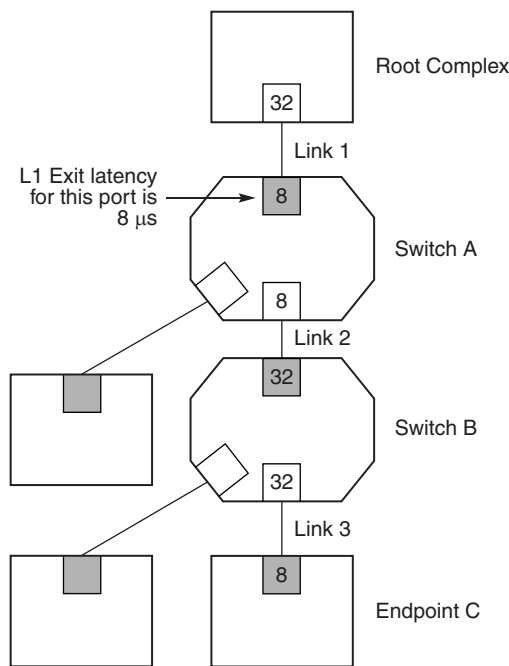 Root Complex
32
Link 1
L1 Exit latency
for this port is
8 μs
8
Switch A
8
Link 2
32
Switch B
32
Link 3
8
Endpoint C